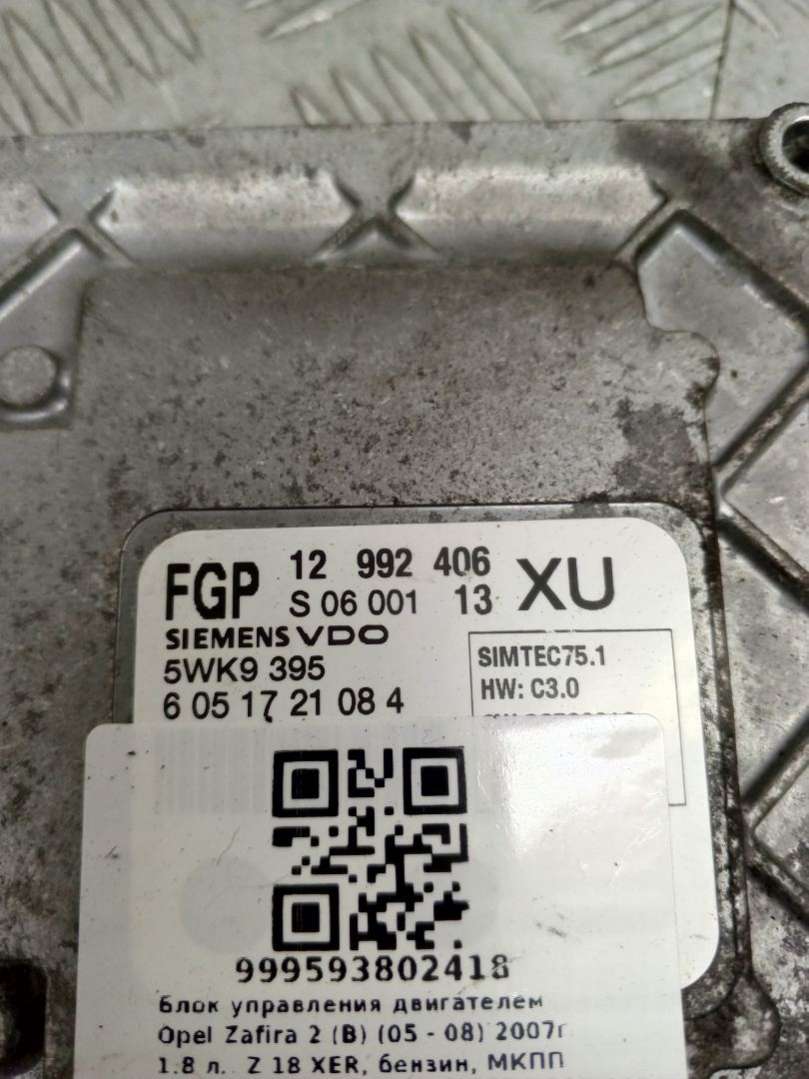 FGP 12 992 406 XU
S 06 001 13
SIEMENS VDO
5WK9 395
6 05 17 21 08 4
SIMTEC75.1
HW: C3.0
999593802418
Блок управления двигателем
Opel Zafira 2 (B) (05 - 08) 2007г
1.8 л. Z 18 XER, бензин, МКПП